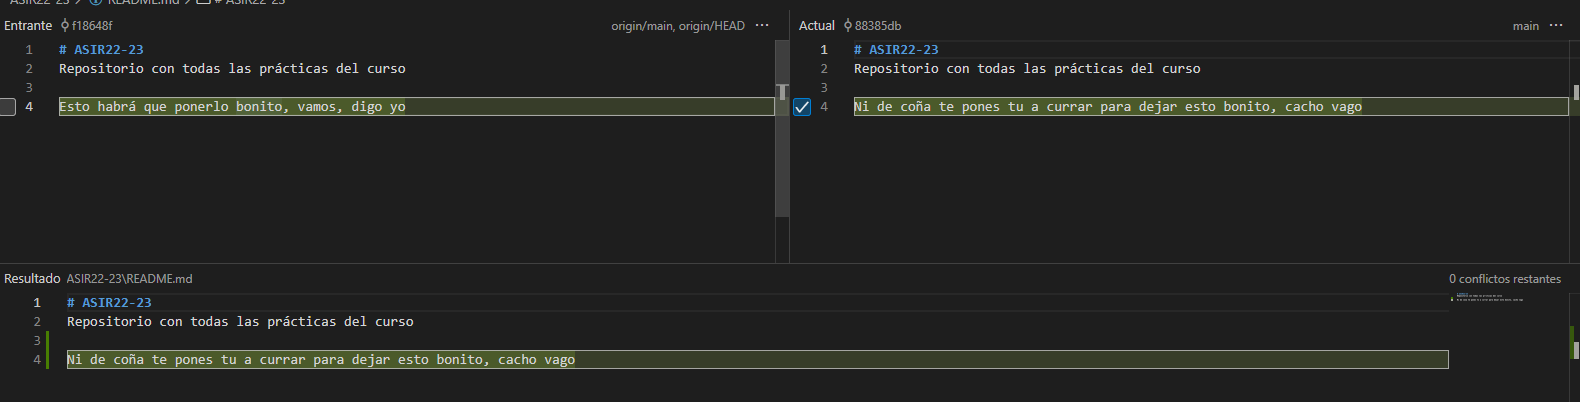 ASIR22-23 > README.md > # ASIR22-23
Entrante f18648f origin/main, origin/HEAD ···
1 # ASIR22-23
2 Repositorio con todas las prácticas del curso
3
4 Esto habrá que ponerlo bonito, vamos, digo yo
Actual 88385db main ···
1 # ASIR22-23
2 Repositorio con todas las prácticas del curso
3
4 Ni de coña te pones tu a currar para dejar esto bonito, cacho vago
Resultado ASIR22-23\README.md 0 conflictos restantes
1 # ASIR22-23
2 Repositorio con todas las prácticas del curso
3
4 Ni de coña te pones tu a currar para dejar esto bonito, cacho vago